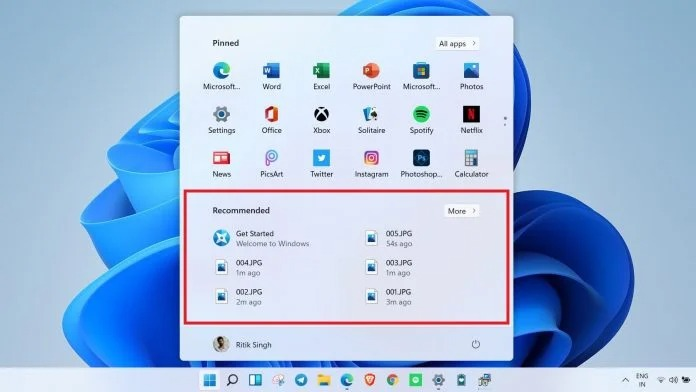 Pinned
All apps
Microsoft... Word Excel PowerPoint Microsoft... Photos
Settings Office Xbox Solitaire Spotify Netflix
News PicsArt Twitter Instagram Photoshop... Calculator
Recommended
More
Get Started
Welcome to Windows
005.JPG
54s ago
004.JPG
1m ago
003.JPG
1m ago
002.JPG
2m ago
001.JPG
3m ago
Ritik Singh
ENG
IN